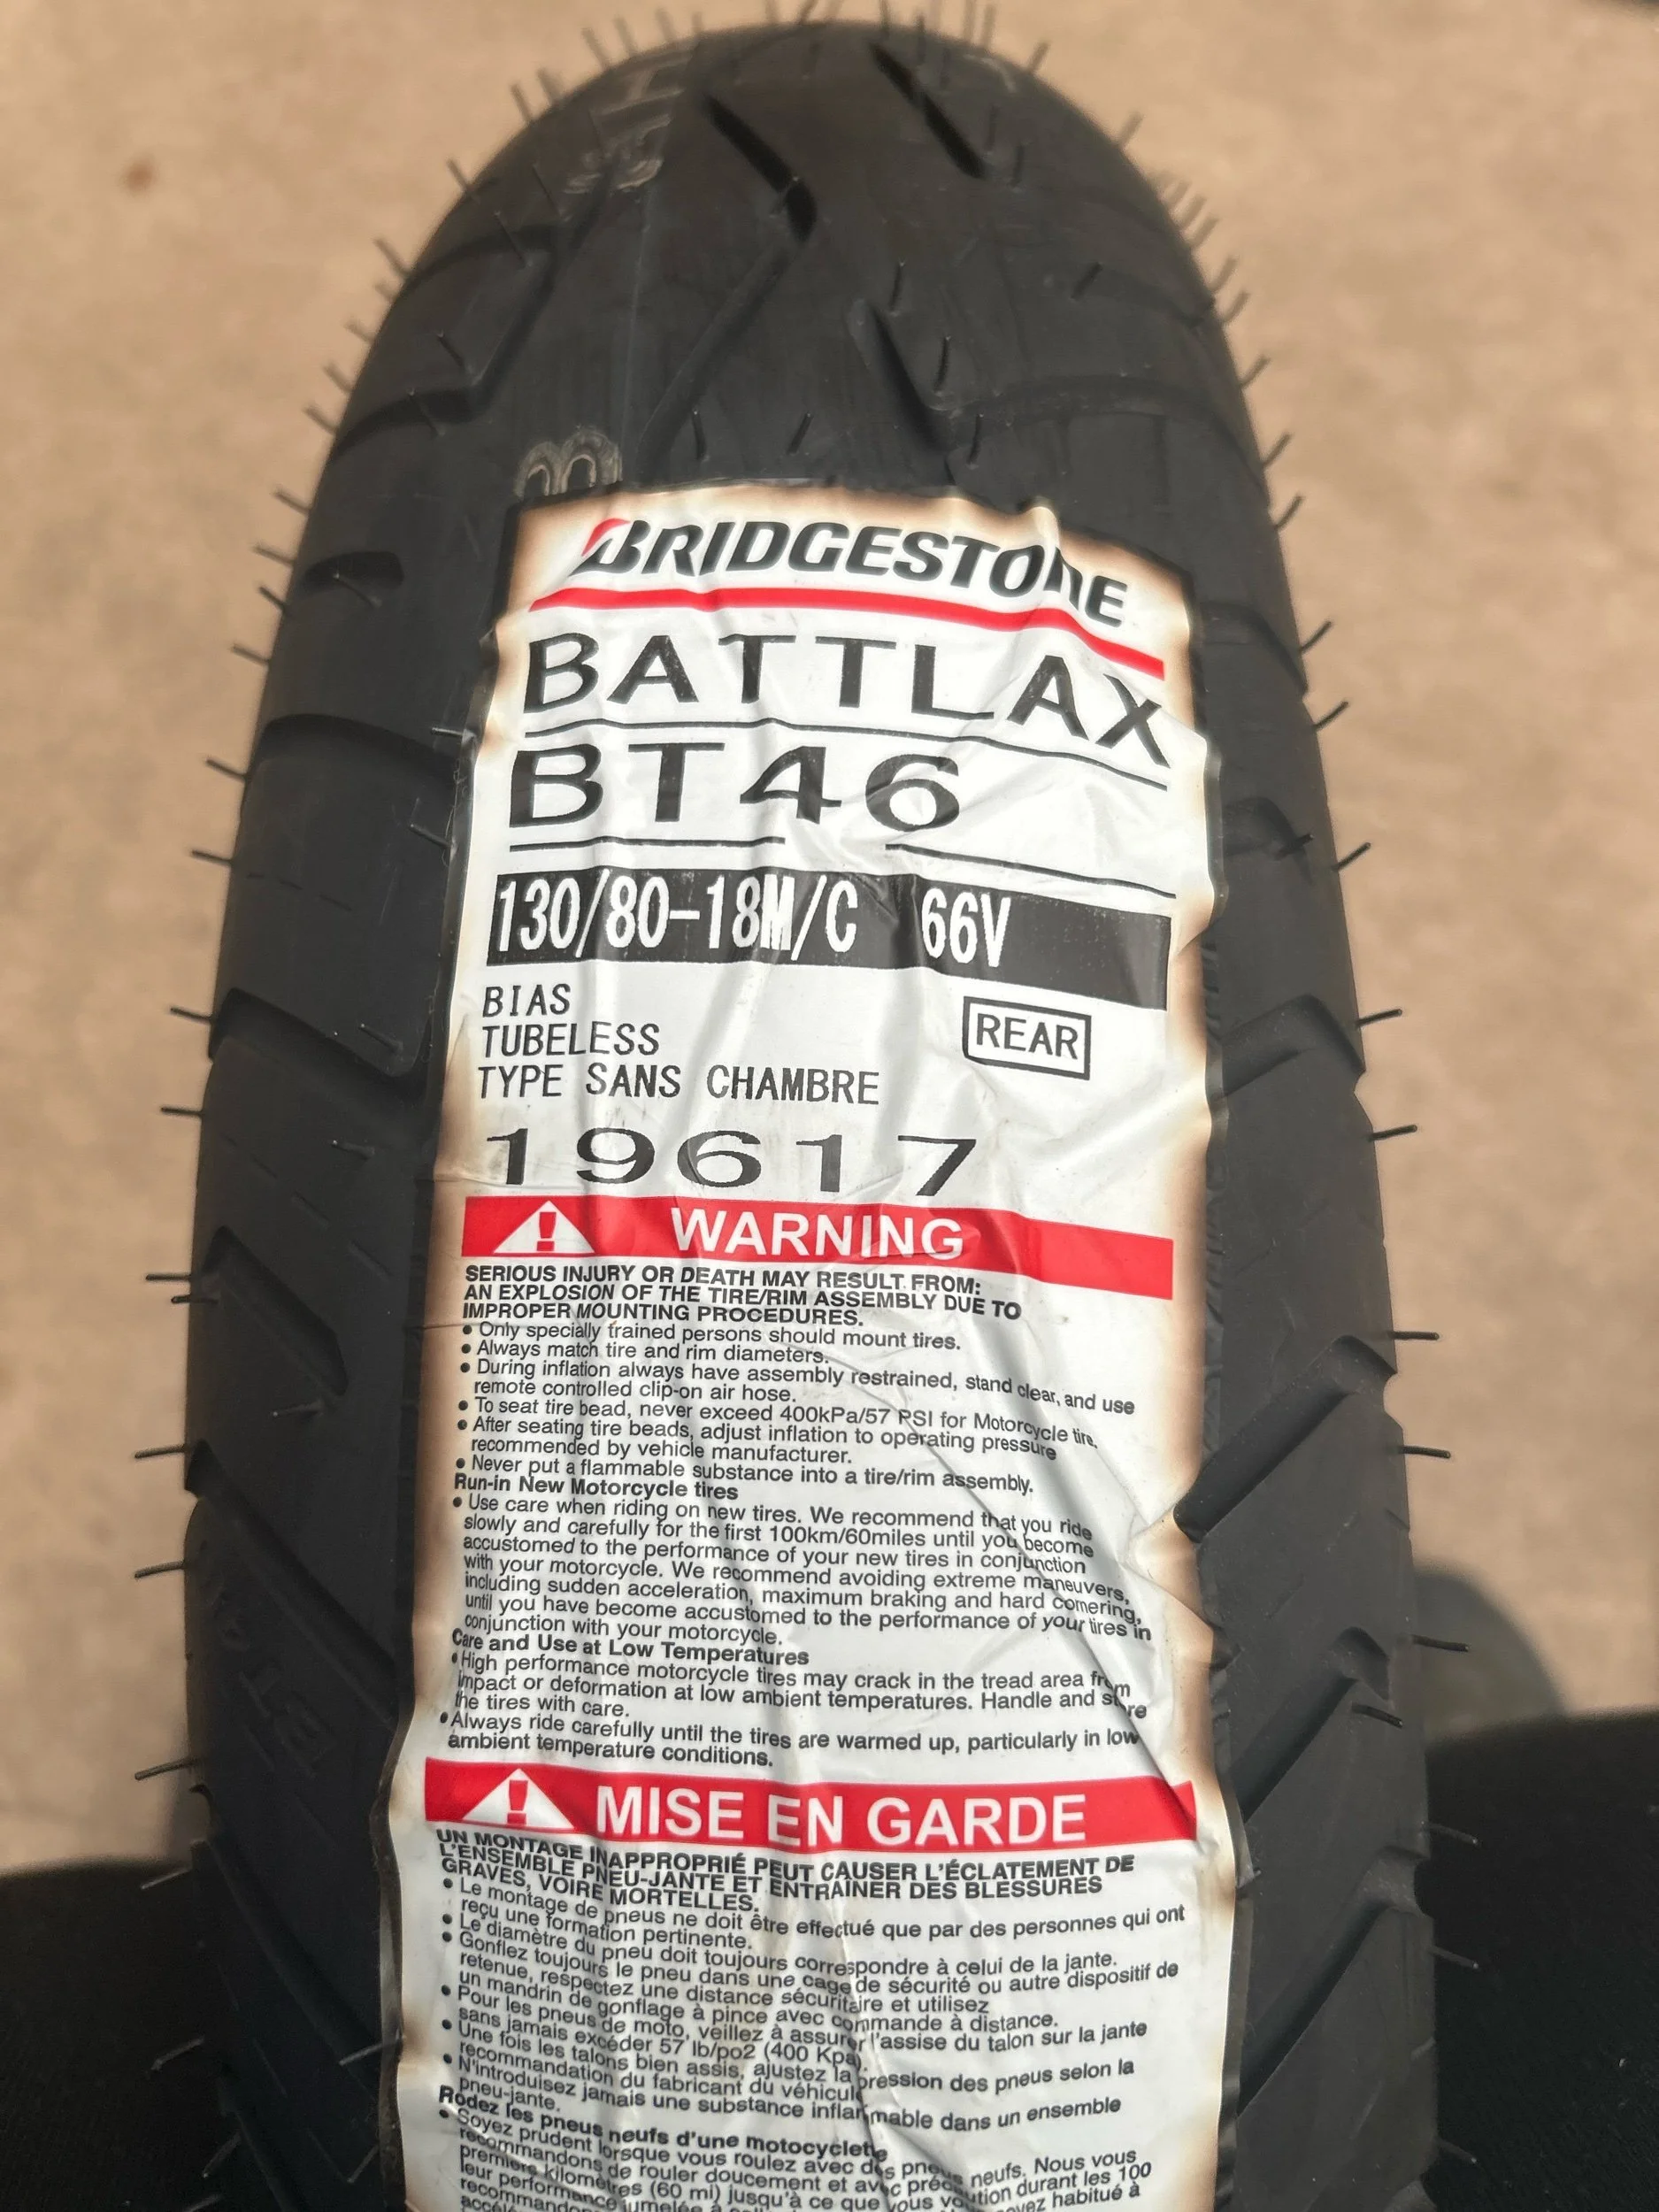 BRIDGESTONE
BATTLAX
BT46
130/80-18M/C 66V
BIAS
TUBELESS
REAR
TYPE SANS CHAMBRE
19617
WARNING
SERIOUS INJURY OR DEATH MAY RESULT FROM:
AN EXPLOSION OF THE TIRE/RIM ASSEMBLY DUE TO
IMPROPER MOUNTING PROCEDURES.
• Only specially trained persons should mount tires.
• Always match tire and rim diameters.
• During inflation always have assembly restrained, stand clear, and use
remote controlled clip-on air hose.
• To seat tire bead, never exceed 400kPa/57 PSI for Motorcycle tire.
• After seating tire beads, adjust inflation to operating pressure
recommended by vehicle manufacturer.
• Never put a flammable substance into a tire/rim assembly.
Run-in New Motorcycle tires
• Use care when riding on new tires. We recommend that you ride
slowly and carefully for the first 100km/60miles until you become
accustomed to the performance of your new tires in conjunction
with your motorcycle. We recommend avoiding extreme maneuvers,
including sudden acceleration, maximum braking and hard cornering,
until you have become accustomed to the performance of your tires in
conjunction with your motorcycle.
Care and Use at Low Temperatures
• High performance motorcycle tires may crack in the tread area from
impact or deformation at low ambient temperatures. Handle and store
the tires with care.
• Always ride carefully until the tires are warmed up, particularly in low
ambient temperature conditions.
MISE EN GARDE
UN MONTAGE INAPPROPRIÉ PEUT CAUSER L'ÉCLATEMENT DE
L'ENSEMBLE PNEU-JANTE ET ENTRAÎNER DES BLESSURES
GRAVES, VOIRE MORTELLES.
• Le montage de pneus ne doit être effectué que par des personnes qui ont
reçu une formation pertinente.
• Le diamètre du pneu doit toujours correspondre à celui de la jante.
• Gonflez toujours le pneu dans une cage de sécurité ou autre dispositif de
retenue, respectez une distance sécuritaire et utilisez
un mandrin de gonflage à pince avec commande à distance.
• Pour les pneus de moto, veillez à assurer l'assise du talon sur la jante
sans jamais excéder 57 lb/po2 (400 Kpa).
• Une fois les talons bien assis, ajustez la pression des pneus selon la
recommandation du fabricant du véhicule
• N'introduisez jamais une substance inflammable dans un ensemble
pneu-jante.
Rodez les pneus neufs d'une motocyclette
• Soyez prudent lorsque vous roulez avec des pneus neufs. Nous vous
recommandons de rouler doucement et avec précaution durant les 100
premiers kilomètres (60 mi) jusqu'à ce que vous vous habitué à
leur performance jumelée à